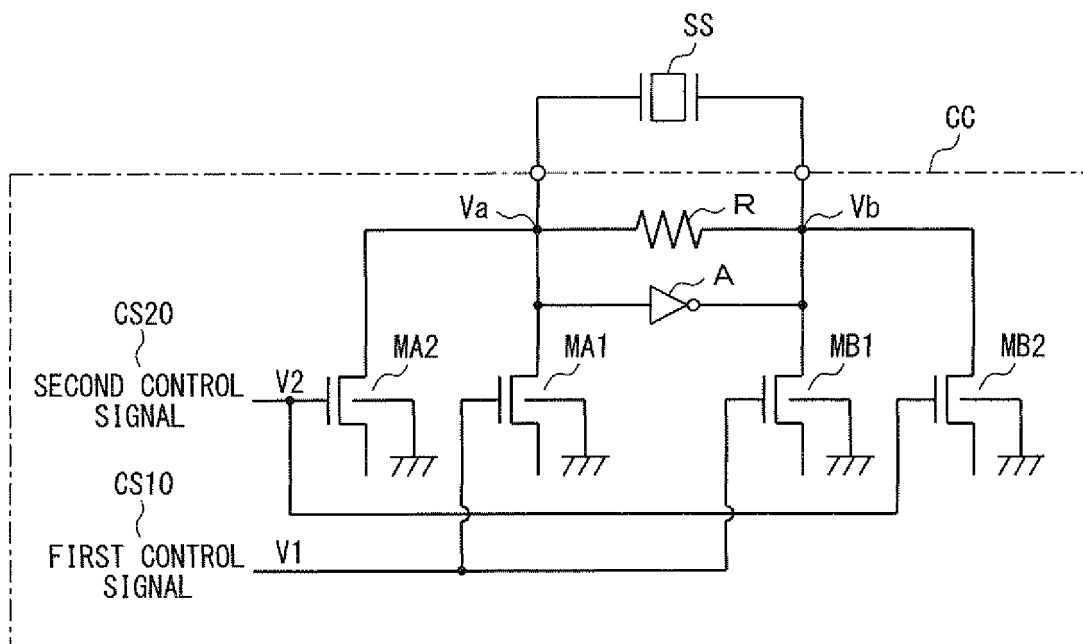 SS
CC
Va
R
Vb
A
CS20
MA2
MA1
MB1
MB2
SECOND CONTROL
SIGNAL
V2
CS10
FIRST CONTROL
SIGNAL
V1